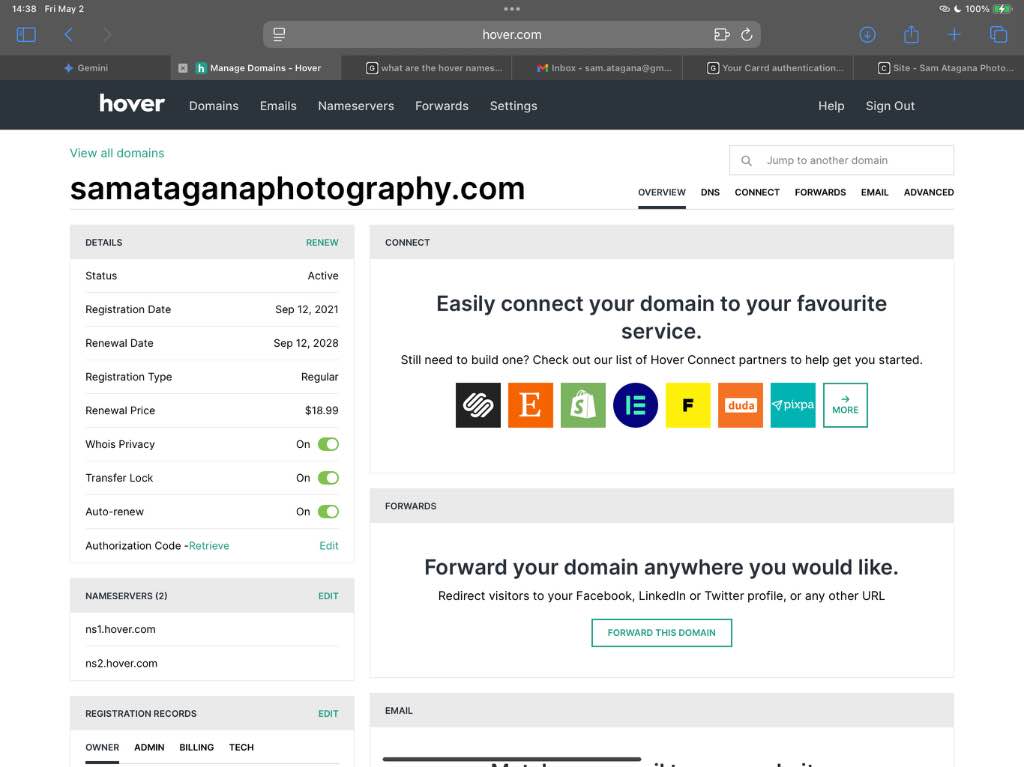 14:38 Fri May 2
100%
hover.com
Gemini
Manage Domains - Hover
what are the hover names...
Inbox - sam.atagana@gm...
Your Carrd authentication...
Site - Sam Atagana Photo...
hover Domains Emails Nameservers Forwards Settings Help Sign Out
View all domains
Jump to another domain
samataganaphotography.com
OVERVIEW DNS CONNECT FORWARDS EMAIL ADVANCED
DETAILS RENEW
Status Active
Registration Date Sep 12, 2021
Renewal Date Sep 12, 2028
Registration Type Regular
Renewal Price $18.99
Whois Privacy On
Transfer Lock On
Auto-renew On
Authorization Code -Retrieve Edit
NAMESERVERS (2) EDIT
ns1.hover.com
ns2.hover.com
REGISTRATION RECORDS EDIT
OWNER ADMIN BILLING TECH
CONNECT
Easily connect your domain to your favourite
service.
Still need to build one? Check out our list of Hover Connect partners to help get you started.
E F duda pixpa → MORE
FORWARDS
Forward your domain anywhere you would like.
Redirect visitors to your Facebook, LinkedIn or Twitter profile, or any other URL
FORWARD THIS DOMAIN
EMAIL